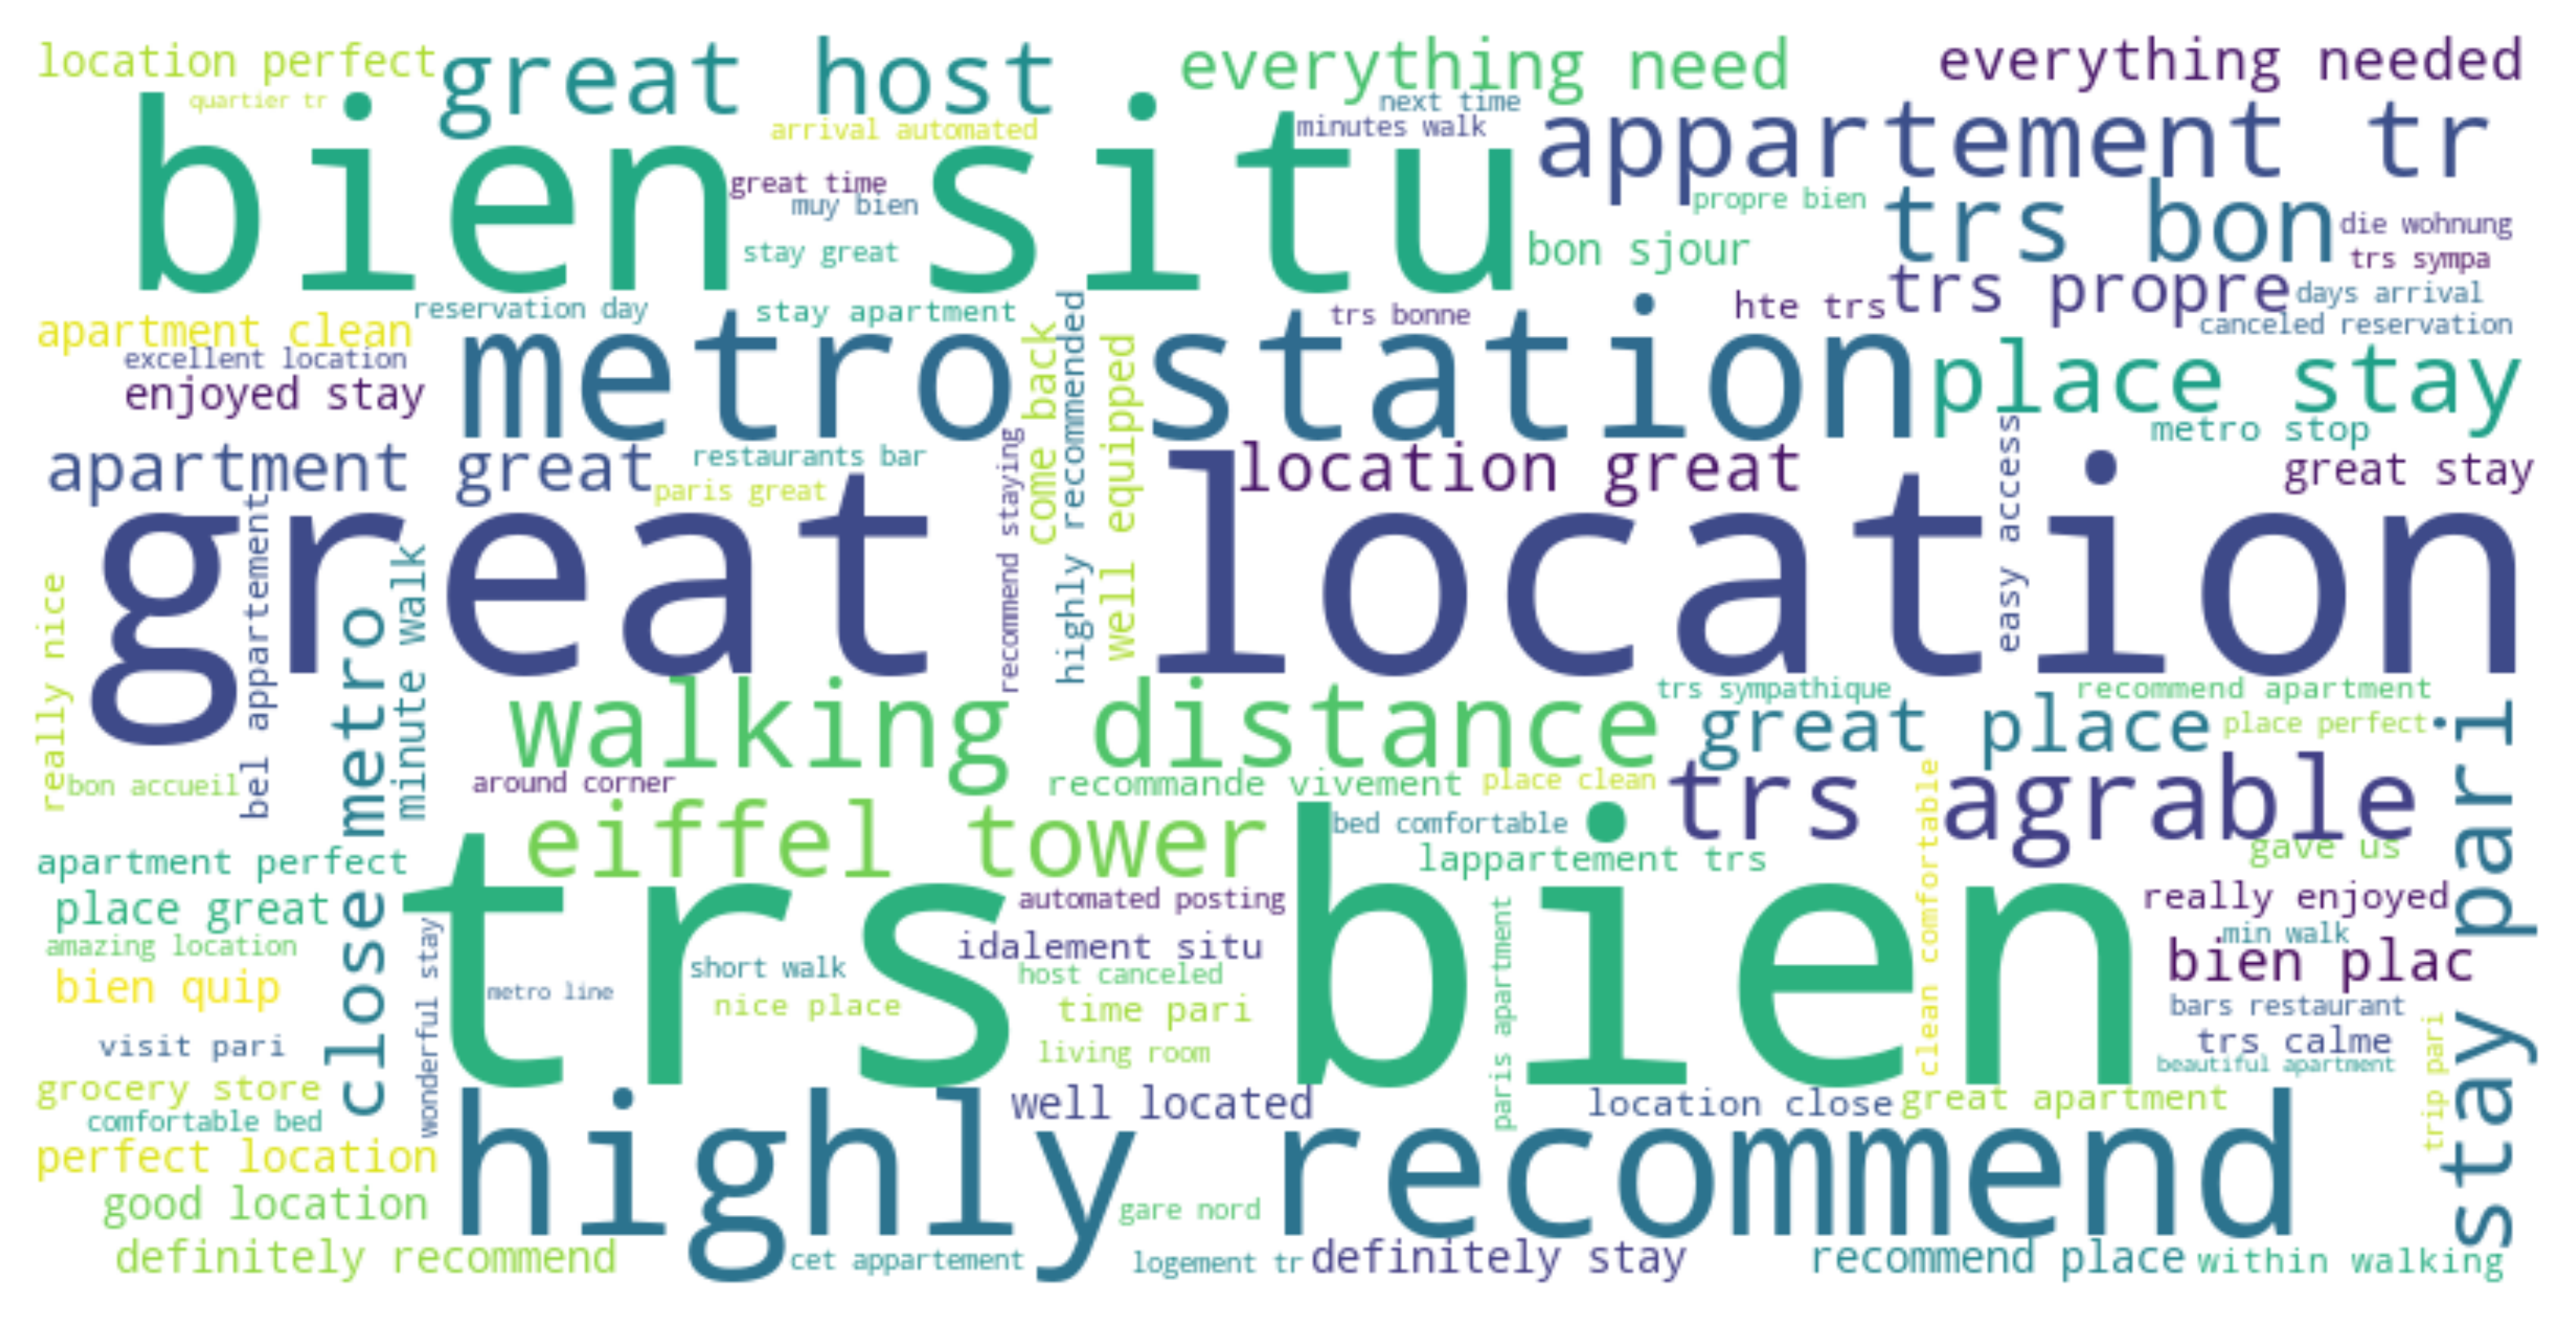 location perfect
great host
everything need
everything needed
quartier tr
next time
arrival automated
minutes walk
bien situ
appartement tr
great time
muy bien
propre bien
trs bon
die wohnung
stay great
bon sjour
trs sympa
trs propre
days arrival
reservation day
stay apartment
trs bonne
hte trs
canceled reservation
apartment clean
excellent location
enjoyed stay
metro station
place stay
come back
highly recommended
well equipped
metro stop
apartment great
restaurants bar
location great
great stay
paris great
recommend staying
easy access
great location
really nice
bel appartement
close metro
minute walk
walking distance
trs sympathique
recommend apartment
great place
place perfect
stay pari
bon accueil
around corner
recommande vivement
place clean
trs agrable
eiffel tower
bed comfortable
clean comfortable
apartment perfect
lappartement trs
gave us
place great
trs bien
automated posting
really enjoyed
amazing location
wonderful stay
idalement situ
paris apartment
min walk
bien plac
bien quip
short walk
host canceled
metro line
nice place
time pari
bars restaurant
visit pari
living room
trs calme
trip pari
beautiful apartment
grocery store
well located
location close
great apartment
comfortable bed
perfect location
highly recommend
good location
gare nord
definitely recommend
cet appartement
logement tr
definitely stay
recommend place
within walking